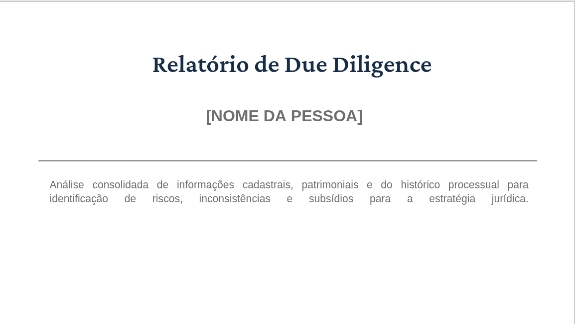 Relatório de Due Diligence
[NOME DA PESSOA]
Análise consolidada de informações cadastrais, patrimoniais e do histórico processual para
identificação de riscos, inconsistências e subsídios para a estratégia jurídica.